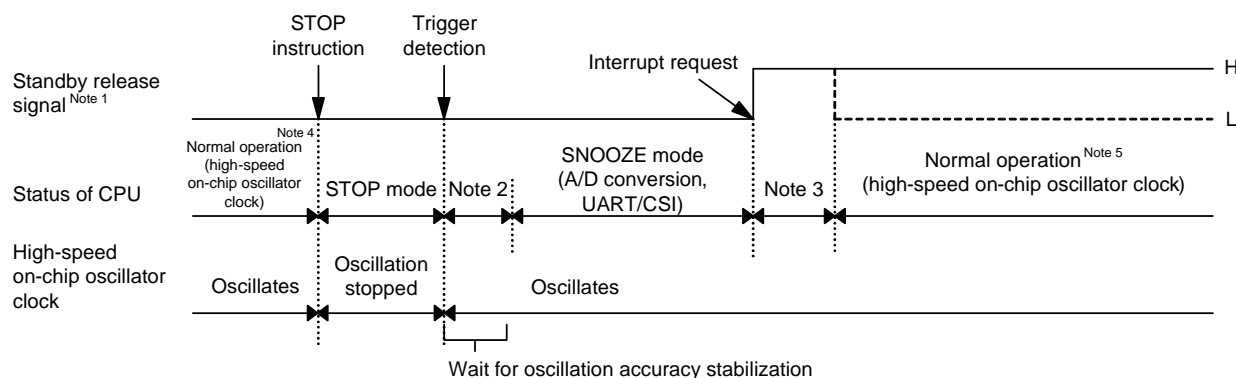 STOP
instruction
Trigger
detection
Interrupt request
Standby release
signal Note 1
H
L
Note 4
Normal operation
(high-speed
on-chip oscillator
clock)
Status of CPU
STOP mode
Note 2
SNOOZE mode
(A/D conversion,
UART/CSI)
Note 3
Normal operation Note 5
(high-speed on-chip oscillator clock)
High-speed
on-chip oscillator
clock
Oscillates
Oscillation
stopped
Oscillates
Wait for oscillation accuracy stabilization